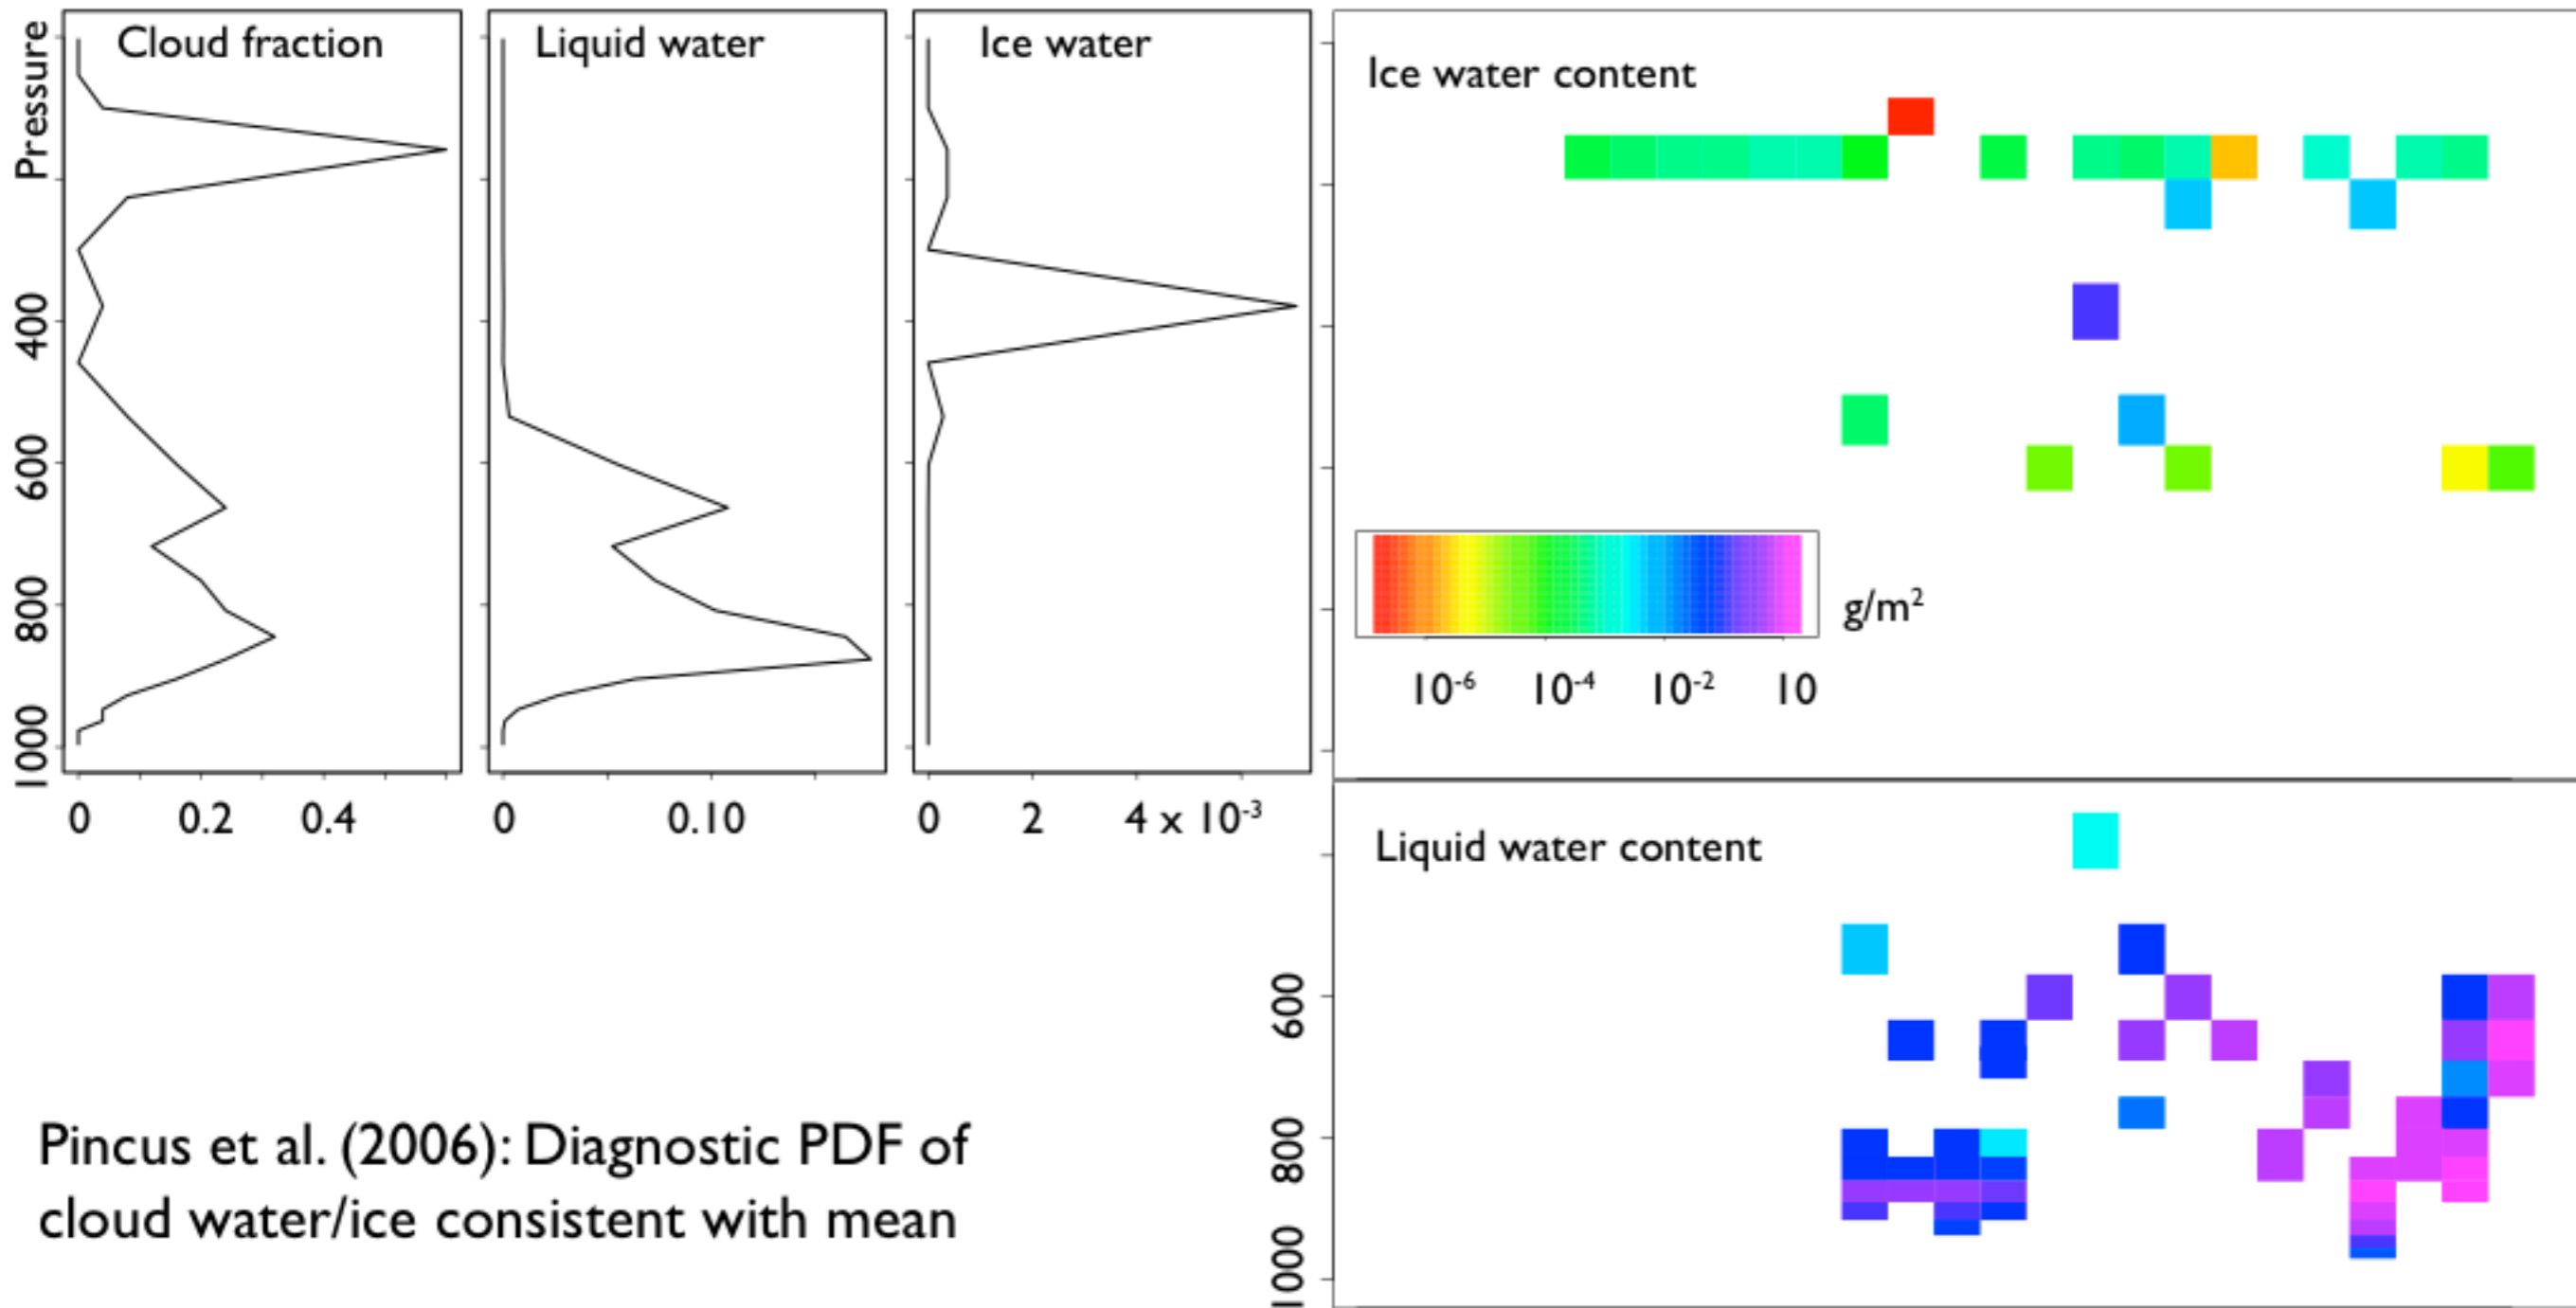 Cloud fraction
Liquid water
Ice water
Pressure
400
600
800
1000
0 0.2 0.4
0 0.10
0 2 4 x 10⁻³
Ice water content
g/m²
10⁻⁶ 10⁻⁴ 10⁻² 10
Liquid water content
600
800
1000
Pincus et al. (2006): Diagnostic PDF of
cloud water/ice consistent with mean